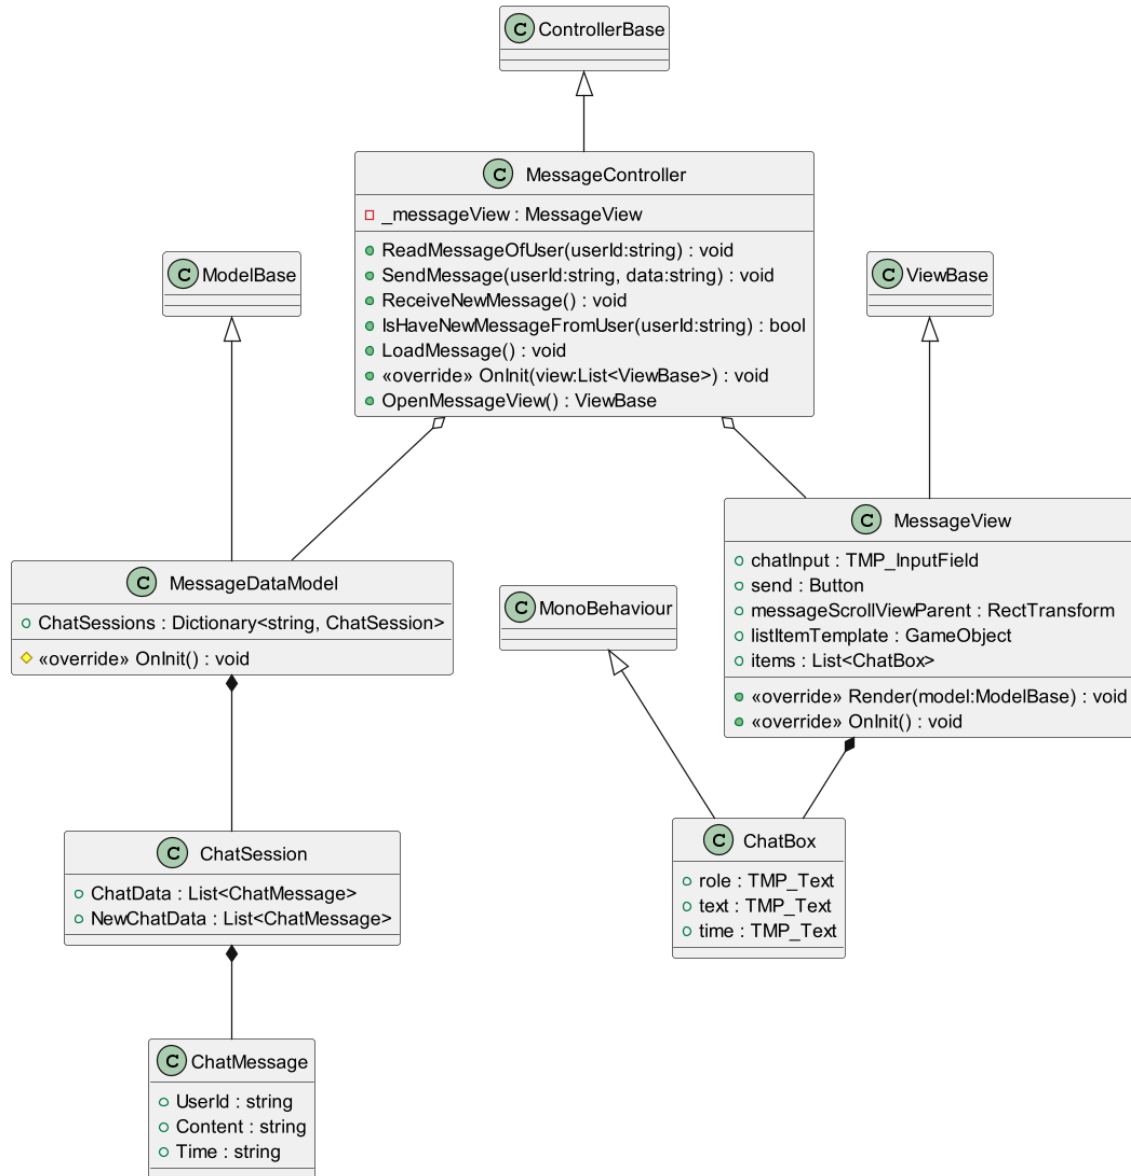 C ControllerBase
C MessageController
_messageView : MessageView
ReadMessageOfUser(userId:string) : void
SendMessage(userId:string, data:string) : void
ReceiveNewMessage() : void
IsHaveNewMessageFromUser(userId:string) : bool
LoadMessage() : void
«override» OnInit(view:List<ViewBase>) : void
OpenMessageView() : ViewBase
C ModelBase
C ViewBase
C MessageDataModel
ChatSessions : Dictionary<string, ChatSession>
«override» OnInit() : void
C MonoBehaviour
C MessageView
chatInput : TMP_InputField
send : Button
messageScrollViewParent : RectTransform
listItemTemplate : GameObject
items : List<ChatBox>
«override» Render(model:ModelBase) : void
«override» OnInit() : void
C ChatSession
ChatData : List<ChatMessage>
NewChatData : List<ChatMessage>
C ChatBox
role : TMP_Text
text : TMP_Text
time : TMP_Text
C ChatMessage
UserId : string
Content : string
Time : string